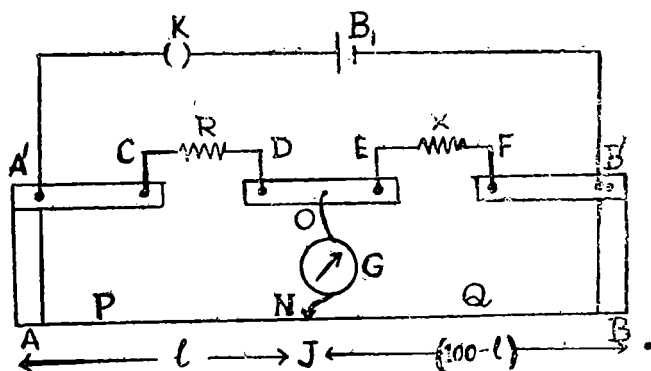 K B₁
R X
A' C D E F B'
O
G
P N Q
A l J (100-l) B